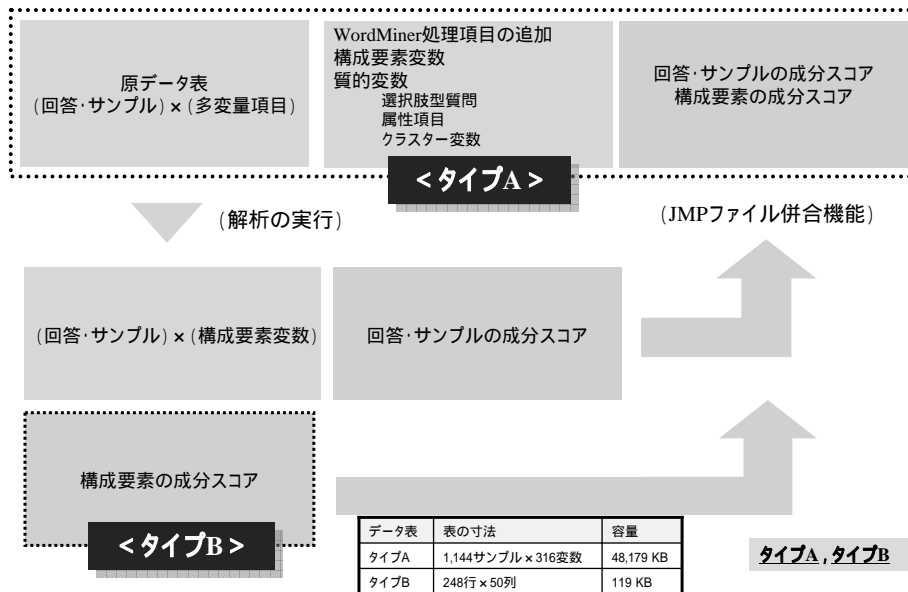 原データ表
(回答･サンプル)×(多変量項目)
WordMiner処理項目の追加
構成要素変数
質的変数
選択肢型質問
属性項目
クラスター変数
回答･サンプルの成分スコア
構成要素の成分スコア
<タイプA>
(解析の実行)
(JMPファイル併合機能)
(回答･サンプル)×(構成要素変数)
回答･サンプルの成分スコア
構成要素の成分スコア
<タイプB>
データ表 表の寸法 容量
タイプA 1,144サンプル×316変数 48,179 KB
タイプB 248行×50列 119 KB
タイプA,タイプB